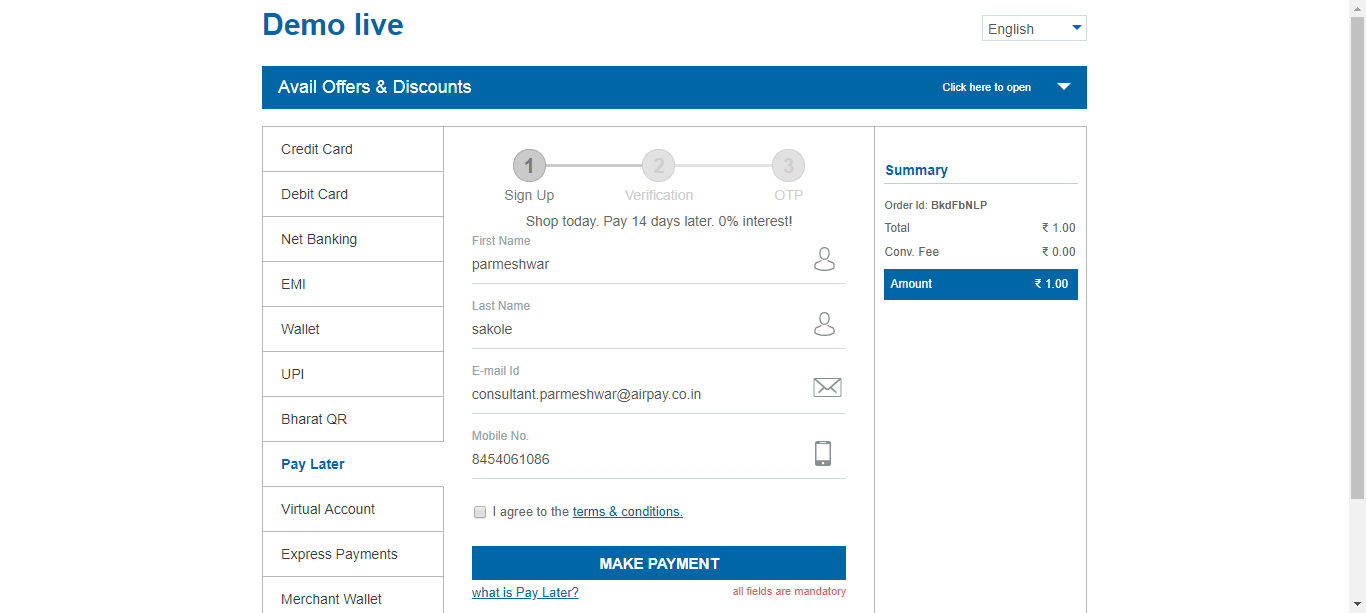 Demo live
English
Avail Offers & Discounts
Click here to open
Credit Card
Debit Card
Net Banking
EMI
Wallet
UPI
Bharat QR
Pay Later
Virtual Account
Express Payments
Merchant Wallet
1 2 3
Sign Up Verification OTP
Shop today. Pay 14 days later. 0% interest!
First Name
parmeshwar
Last Name
sakole
E-mail Id
consultant.parmeshwar@airpay.co.in
Mobile No.
8454061086
I agree to the terms & conditions.
MAKE PAYMENT
what is Pay Later? all fields are mandatory
Summary
Order Id: BkdFbNLP
Total ₹ 1.00
Conv. Fee ₹ 0.00
Amount ₹ 1.00